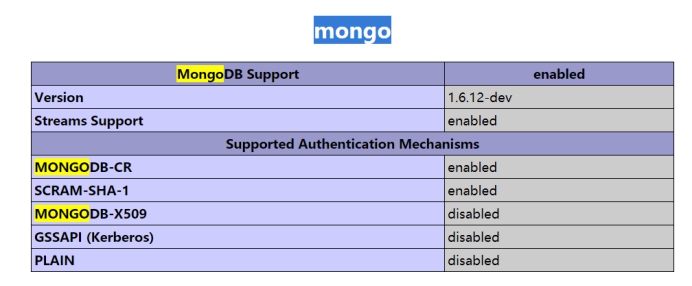 mongo
MongoDB Support enabled
Version 1.6.12-dev
Streams Support enabled
Supported Authentication Mechanisms
MONGODB-CR enabled
SCRAM-SHA-1 enabled
MONGODB-X509 disabled
GSSAPI (Kerberos) disabled
PLAIN disabled